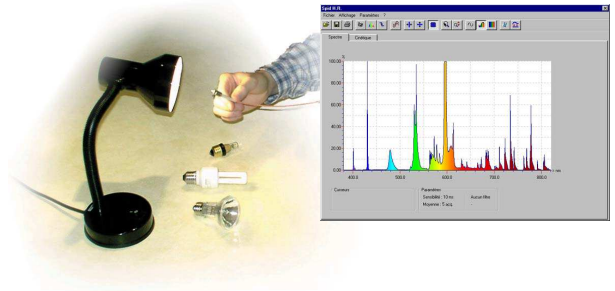 Spid H.R.
Fichier Affichage Paramètres ?
Spectre Cinétique
%
100.00
80.00
60.00
40.00
20.00
0.00
400.0 500.0 600.0 700.0 800.0 nm
Curseurs
Paramètres
Sensibilité : 10 ms Aucun filtre
Moyenne : 5 acq.